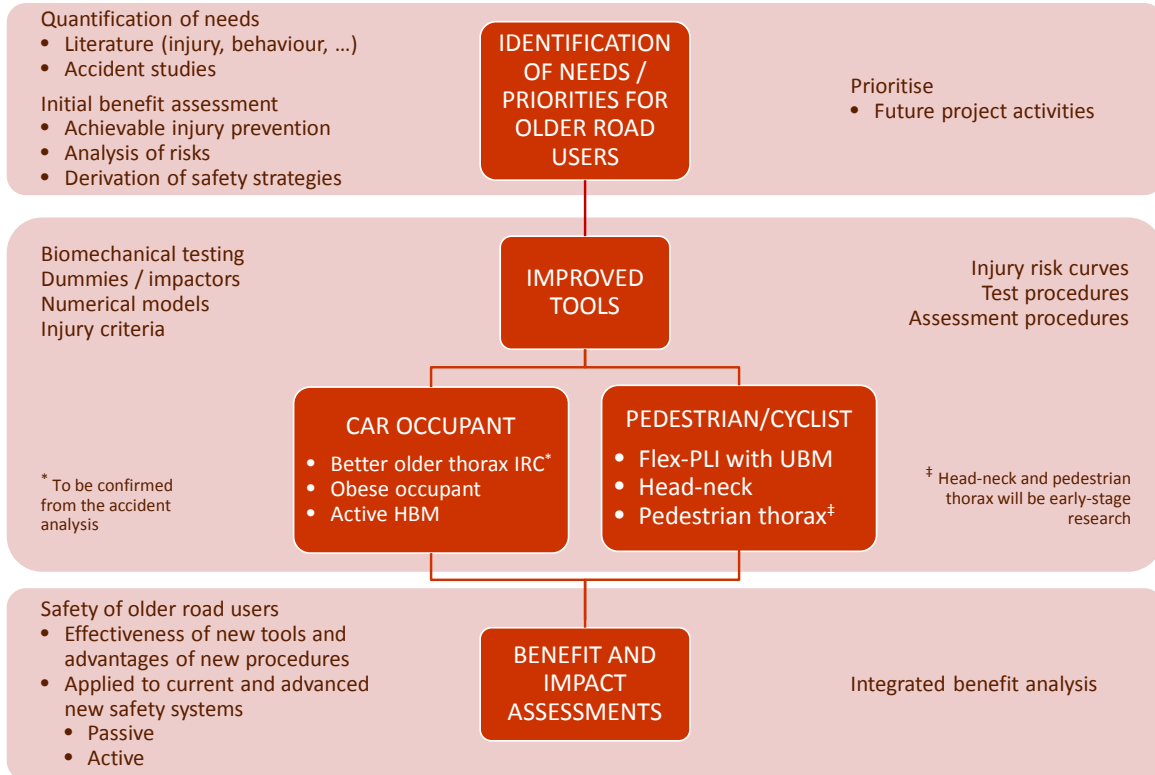 Quantification of needs
• Literature (injury, behaviour, ...)
• Accident studies
Initial benefit assessment
• Achievable injury prevention
• Analysis of risks
• Derivation of safety strategies
IDENTIFICATION
OF NEEDS /
PRIORITIES FOR
OLDER ROAD
USERS
Prioritise
• Future project activities
Biomechanical testing
Dummies / impactors
Numerical models
Injury criteria
IMPROVED
TOOLS
Injury risk curves
Test procedures
Assessment procedures
CAR OCCUPANT
• Better older thorax IRC*
• Obese occupant
• Active HBM
PEDESTRIAN/CYCLIST
• Flex-PLI with UBM
• Head-neck
• Pedestrian thorax‡
* To be confirmed
from the accident
analysis
‡ Head-neck and pedestrian
thorax will be early-stage
research
Safety of older road users
• Effectiveness of new tools and
advantages of new procedures
• Applied to current and advanced
new safety systems
• Passive
• Active
BENEFIT AND
IMPACT
ASSESSMENTS
Integrated benefit analysis